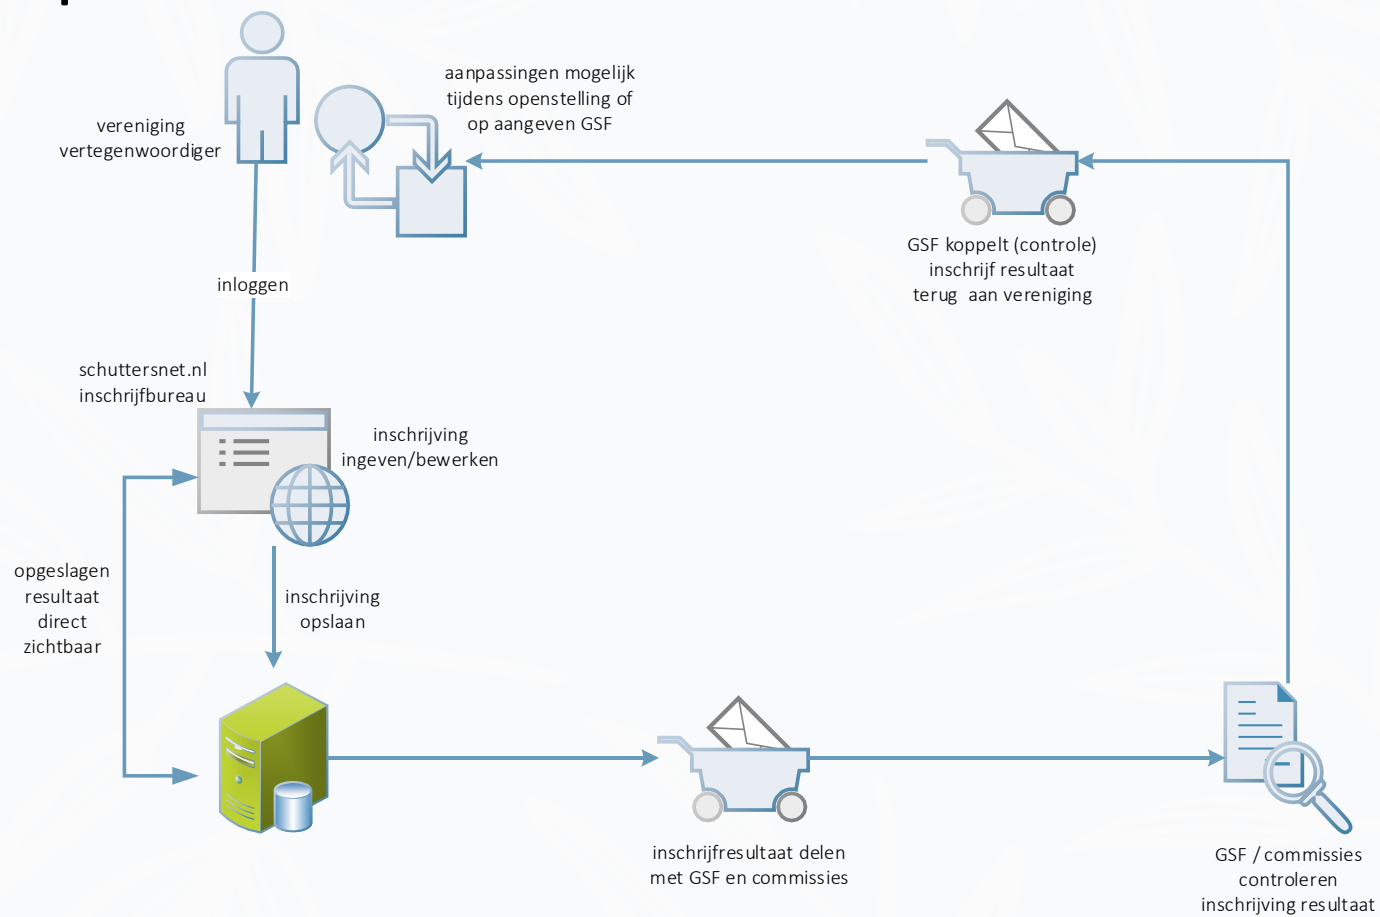 aanpassingen mogelijk
tijdens openstelling of
op aangeven GSF
vereniging
vertegenwoordiger
GSF koppelt (controle)
inschrijf resultaat
terug aan vereniging
inloggen
schuttersnet.nl
inschrijfbureau
inschrijving
ingeven/bewerken
opgeslagen
resultaat
direct
zichtbaar
inschrijving
opslaan
inschrijfresultaat delen
met GSF en commissies
GSF / commissies
controleren
inschrijving resultaat